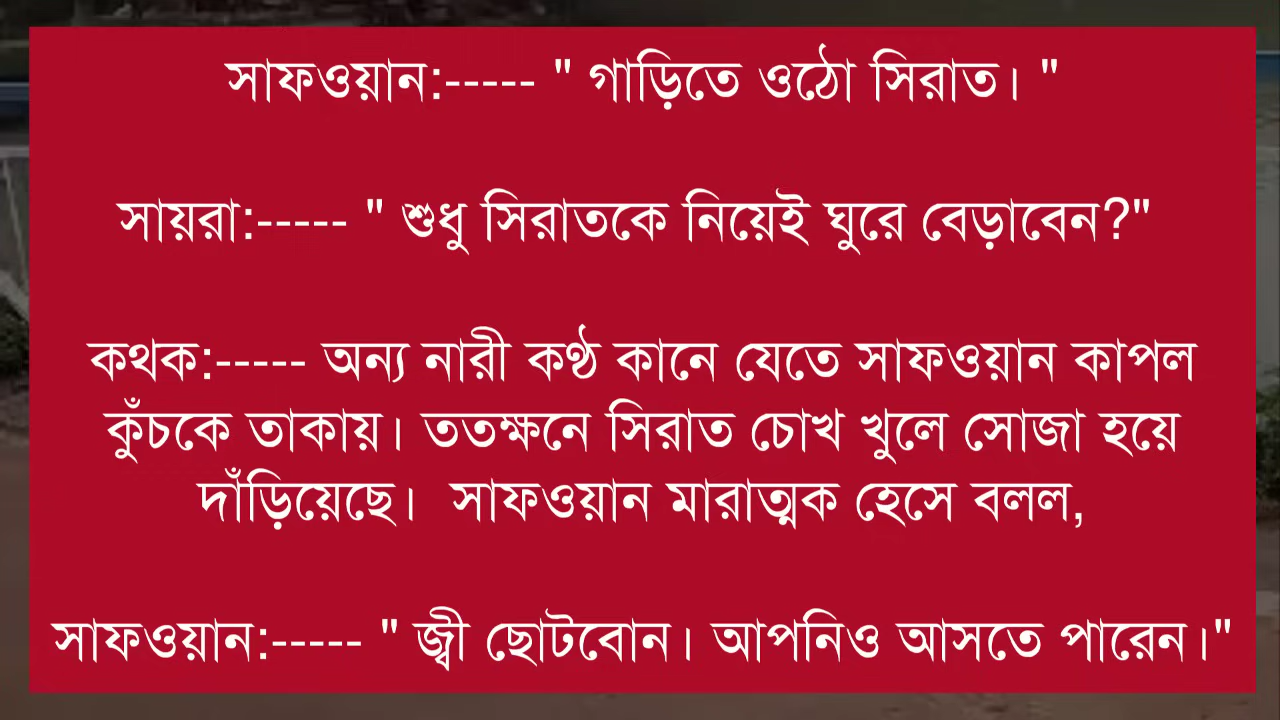 সাফওয়ান:----- " গাড়িতে ওঠো সিরাত। "
সায়রা:----- " শুধু সিরাতকে নিয়েই ঘুরে বেড়াবেন?"
কথক:----- অন্য নারী কণ্ঠ কানে যেতে সাফওয়ান কাপল
কুঁচকে তাকায়। ততক্ষনে সিরাত চোখ খুলে সোজা হয়ে
দাঁড়িয়েছে।  সাফওয়ান মারাত্মক হেসে বলল,
সাফওয়ান:----- " জ্বী ছোটবোন। আপনিও আসতে পারেন।"